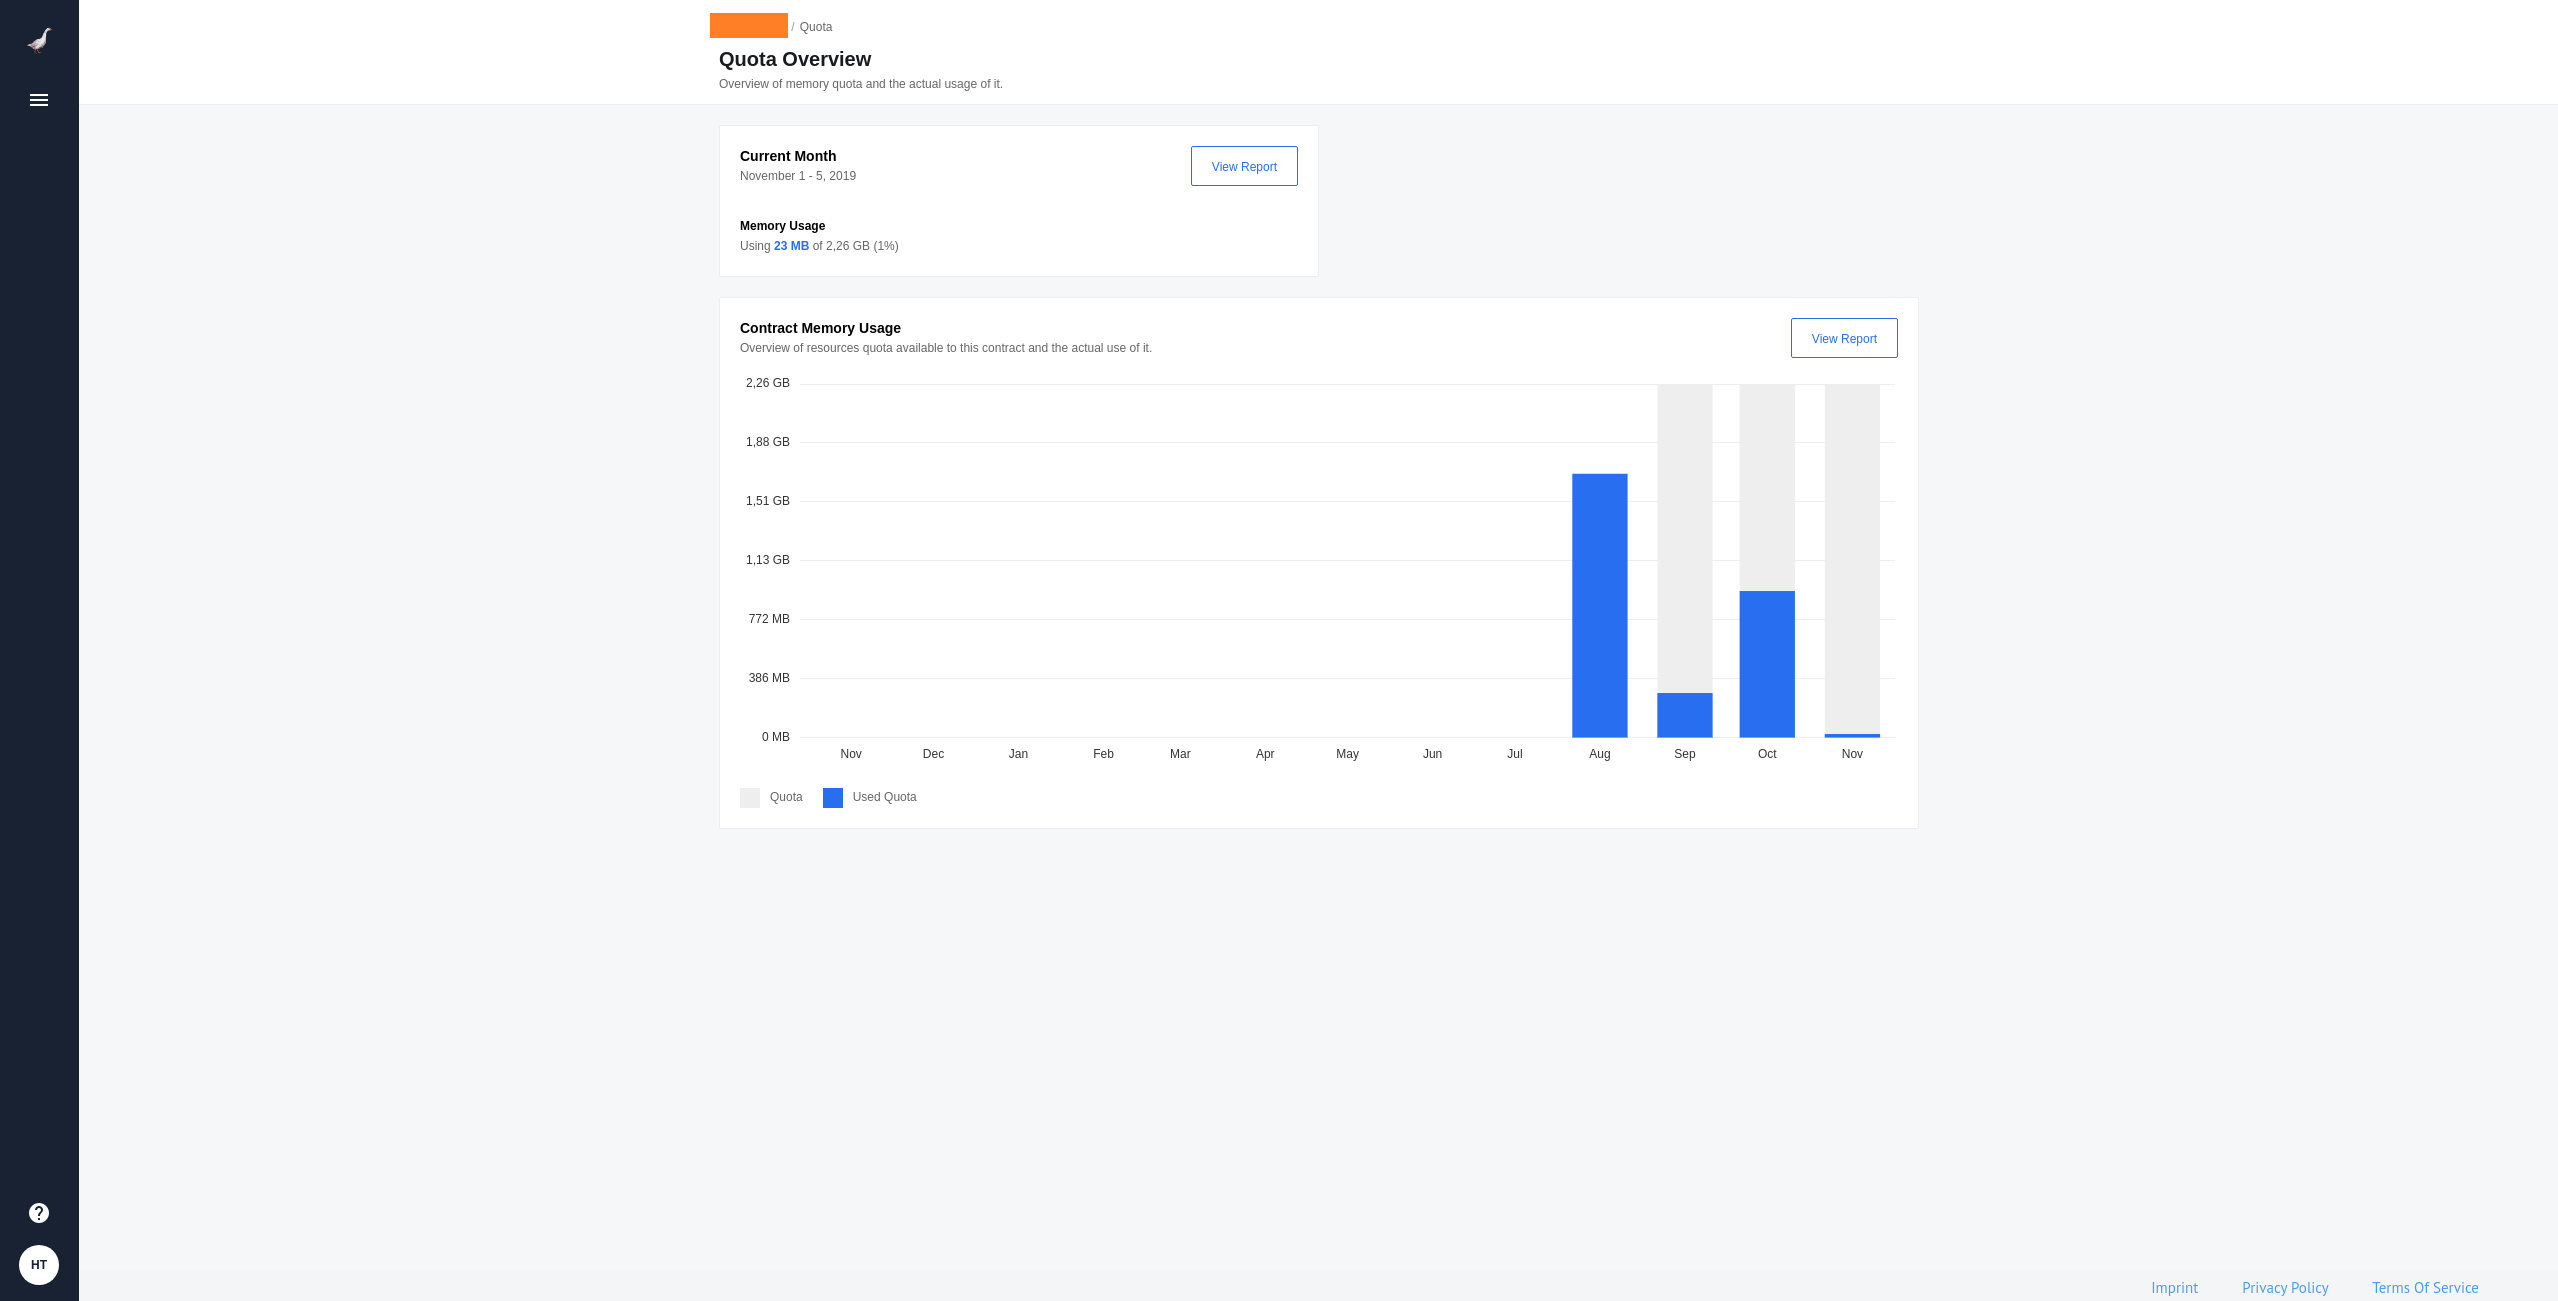 / Quota
Quota Overview
Overview of memory quota and the actual usage of it.
Current Month
View Report
November 1 - 5, 2019
Memory Usage
Using 23 MB of 2,26 GB (1%)
Contract Memory Usage
View Report
Overview of resources quota available to this contract and the actual use of it.
2,26 GB
1,88 GB
1,51 GB
1,13 GB
772 MB
386 MB
0 MB
Nov Dec Jan Feb Mar Apr May Jun Jul Aug Sep Oct Nov
Quota Used Quota
HT
Imprint Privacy Policy Terms Of Service